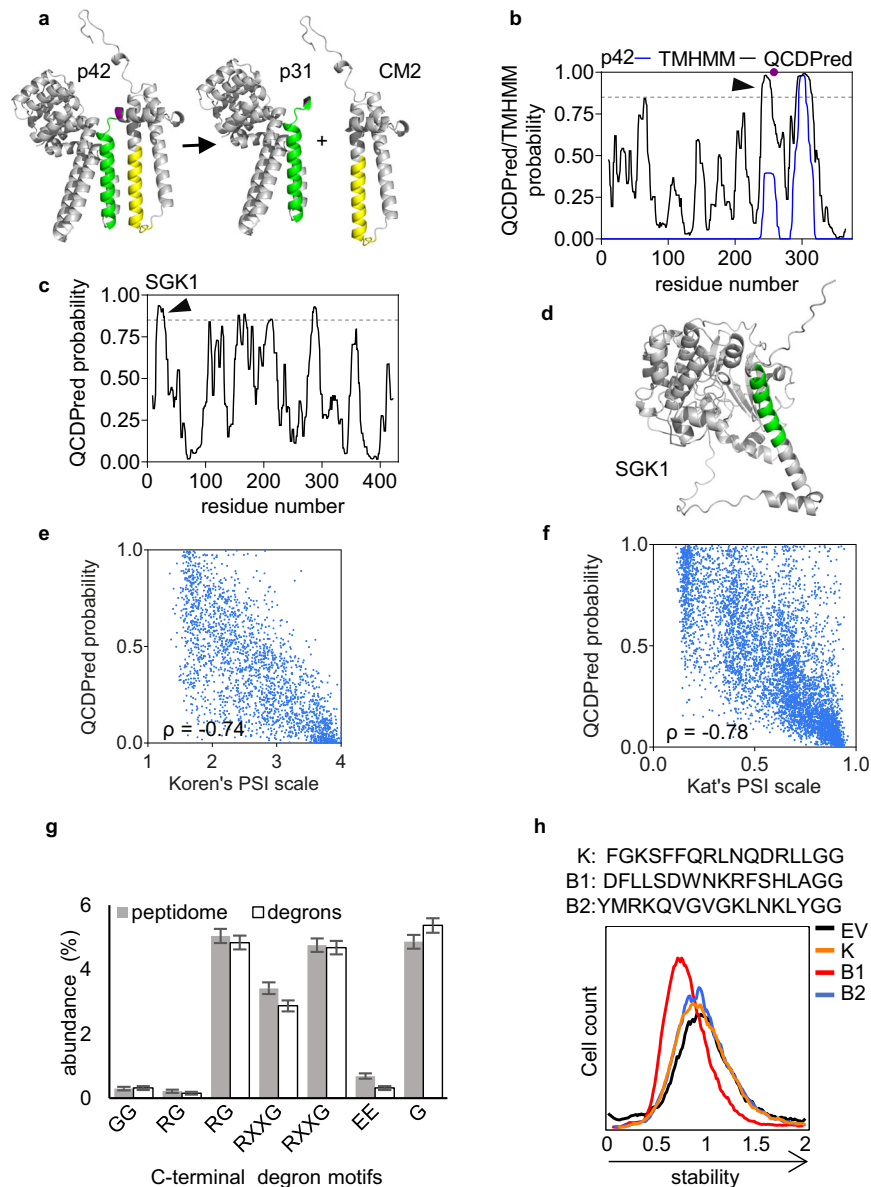 a
p42
p31
CM2
+
b
p42 TMHMM QCDPred
QCDPred/TMHMM
probability
1.00
0.75
0.50
0.25
0.00
0 100 200 300
residue number
c
SGK1
QCDPred probability
1.00
0.75
0.50
0.25
0.00
0 100 200 300 400
residue number
d
SGK1
e
QCDPred probability
1.0
0.5
0.0
ρ = -0.74
1 2 3 4
Koren's PSI scale
f
QCDPred probability
1.0
0.5
0.0
ρ = -0.78
0.0 0.5 1.0
Kat's PSI scale
g
abundance (%)
6
4
2
0
peptidome degrons
GG RG RG RXXG RXXG EE G
C-terminal degron motifs
h
K: FGKSFFQRLNQDRLLGG
B1: DFLLSDWNKRFSHLAGG
B2:YMRKQVGVGKLNKLYGG
EV
K
B1
B2
Cell count
0 0.5 1 1.5 2
stability